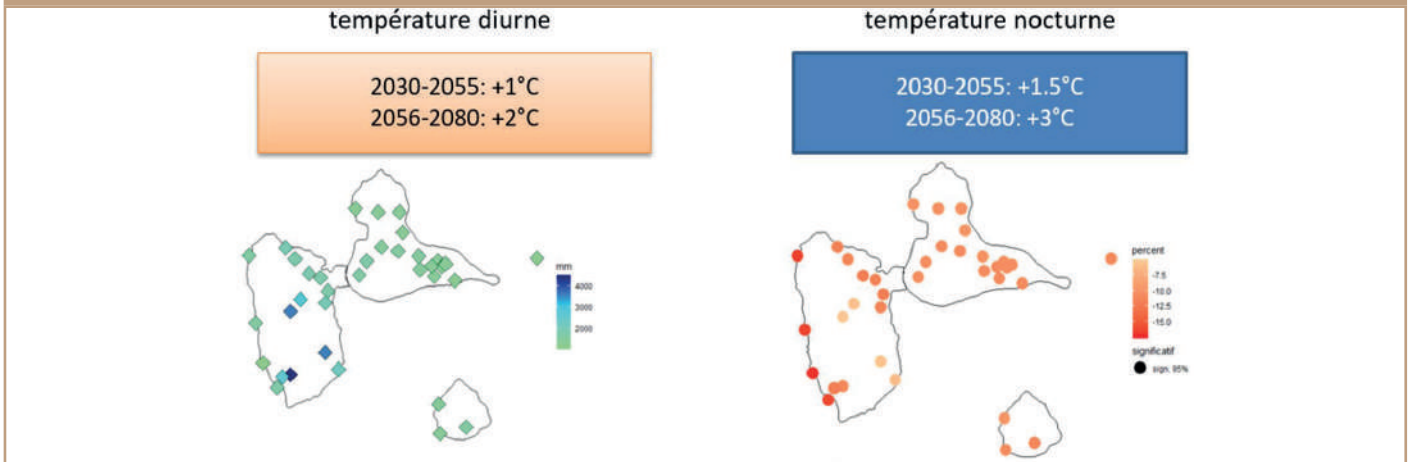 température diurne
température nocturne
2030-2055: +1°C
2056-2080: +2°C
2030-2055: +1.5°C
2056-2080: +3°C
mm
4000
3000
2000
percent
-7.5
-10.0
-12.5
-15.0
significatif
sign. 95%